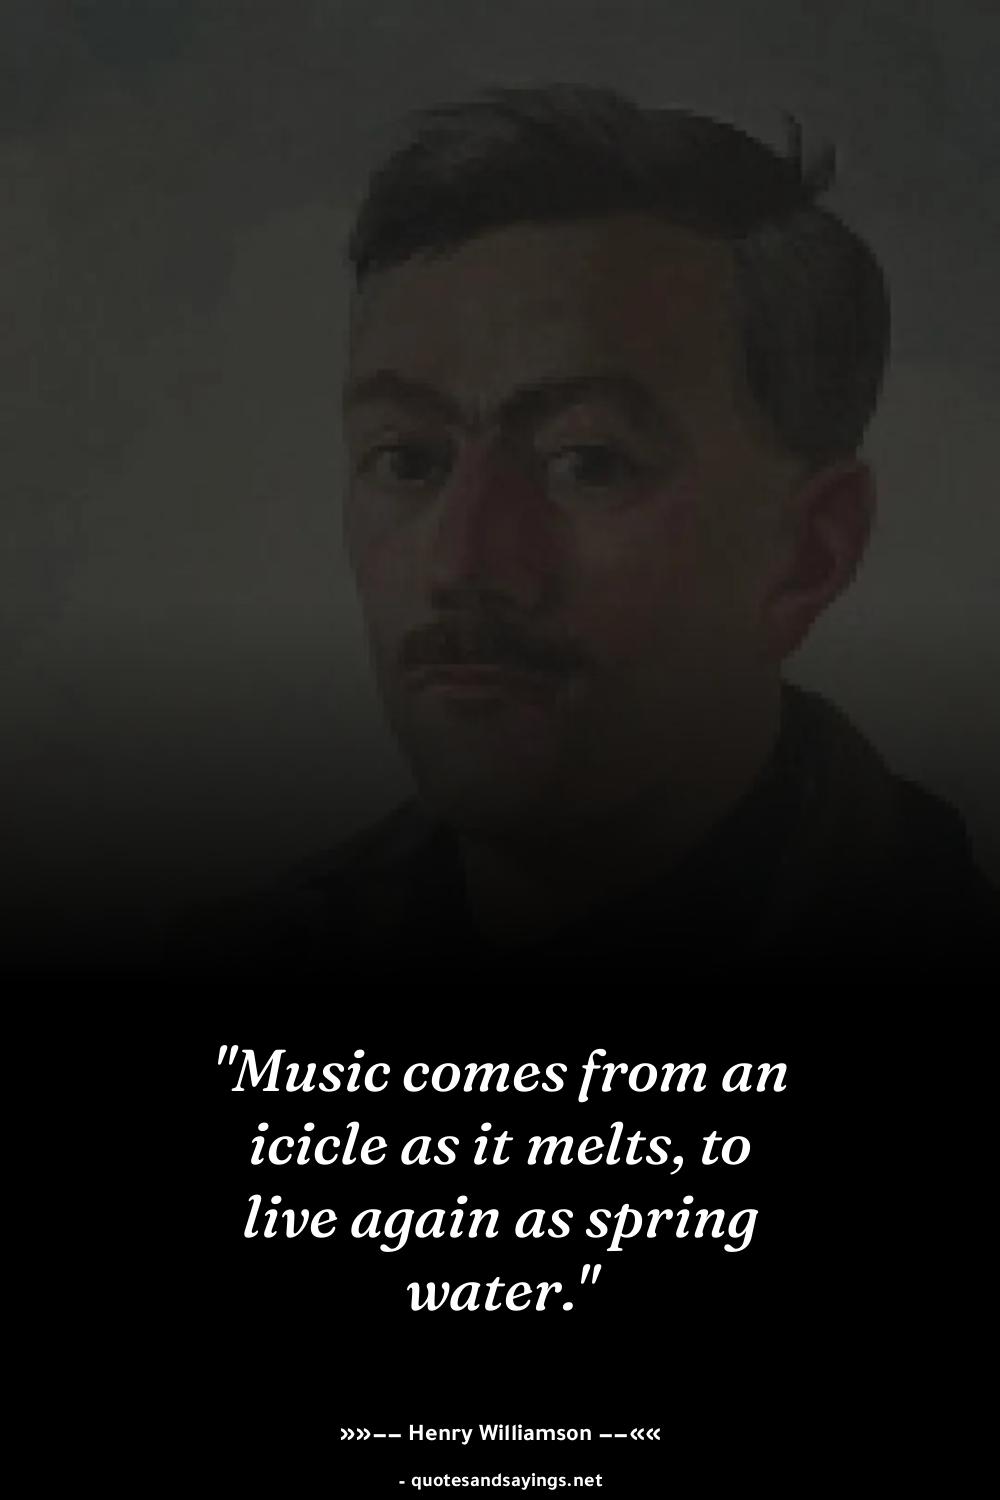 "Music comes from an
icicle as it melts, to
live again as spring
water."
»»−− Henry Williamson −−««
- quotesandsayings.net